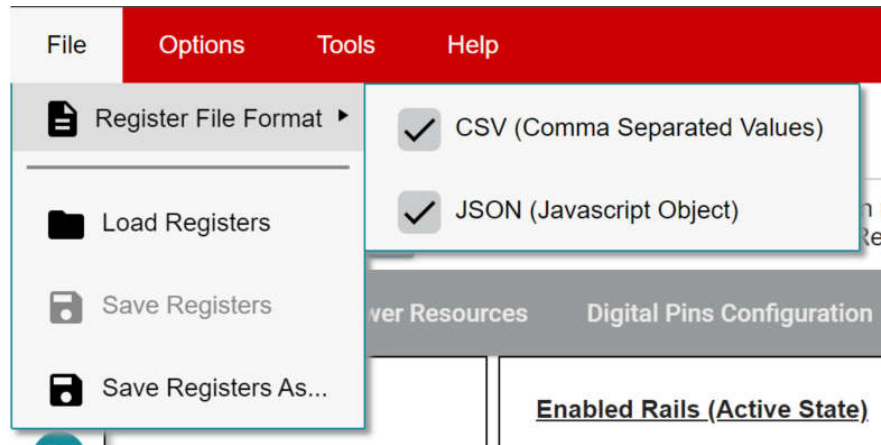 File Options Tools Help
Register File Format
CSV (Comma Separated Values)
JSON (Javascript Object)
Load Registers
Save Registers
Resources Digital Pins Configuration
Save Registers As...
Enabled Rails (Active State)